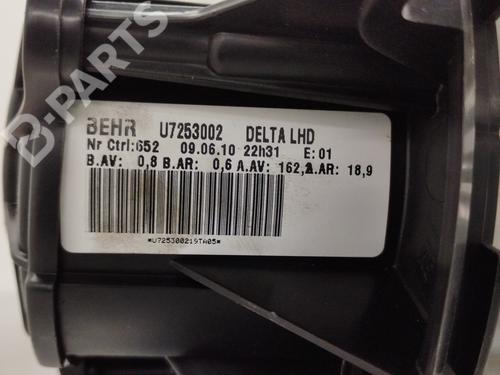 B-PARTS
BEHR U7253002 DELTA LHD
Nr Ctrl:652 09.06.10 22h31 E:01
B.AV: 0,8 B.AR: 0,6 A.AV: 162,2 A.AR: 18,9
*U725300219TA05*